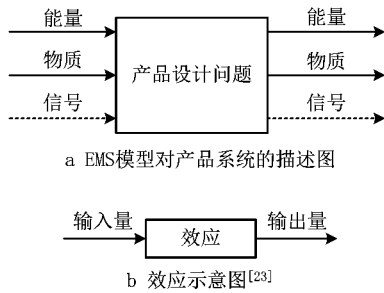 能量 能量
物质 产品设计问题 物质
信号 信号
a EMS模型对产品系统的描述图
输入量 效应 输出量
b 效应示意图[23]